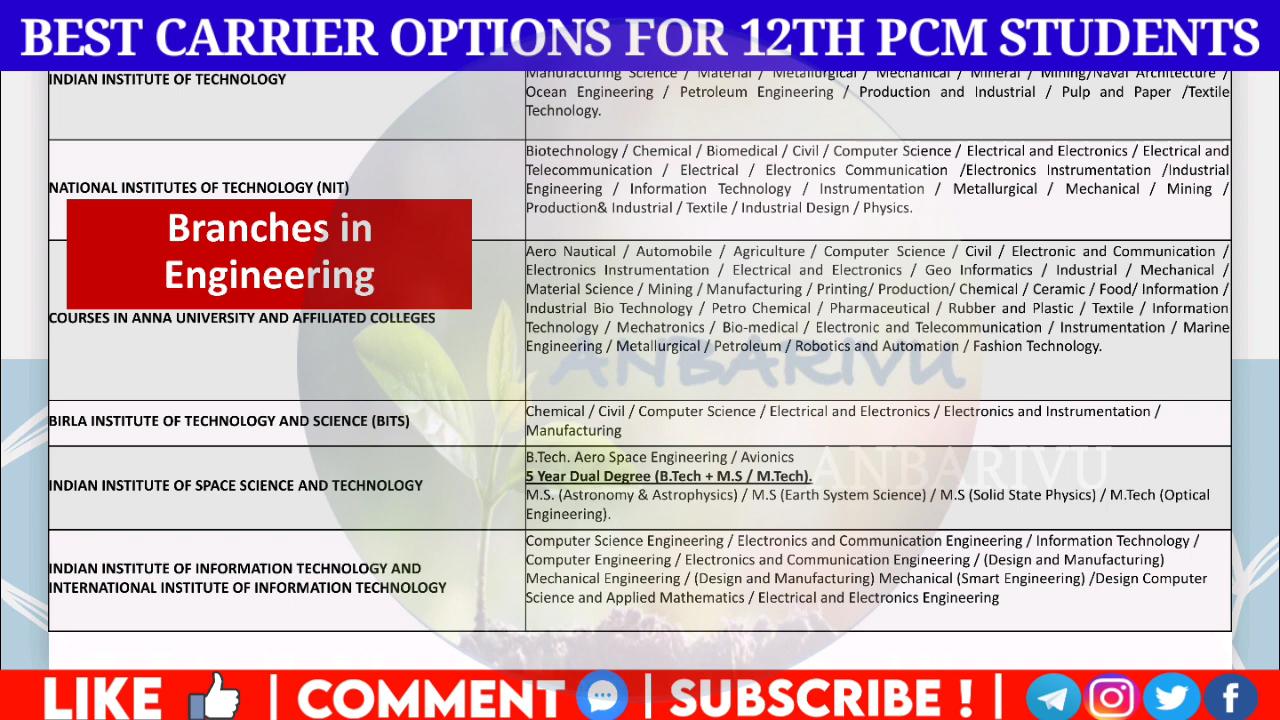 BEST CARRIER OPTIONS FOR 12TH PCM STUDENTS
INDIAN INSTITUTE OF TECHNOLOGY
Manufacturing Science / Material / Metallurgical / Mechanical / Mineral / Mining/Naval Architecture /
Ocean Engineering / Petroleum Engineering / Production and Industrial / Pulp and Paper /Textile
Technology.
NATIONAL INSTITUTES OF TECHNOLOGY (NIT)
Biotechnology / Chemical / Biomedical / Civil / Computer Science / Electrical and Electronics / Electrical and
Telecommunication / Electrical / Electronics Communication /Electronics Instrumentation /Industrial
Engineering / Information Technology / Instrumentation / Metallurgical / Mechanical / Mining /
Production& Industrial / Textile / Industrial Design / Physics.
Branches in
Engineering
COURSES IN ANNA UNIVERSITY AND AFFILIATED COLLEGES
Aero Nautical / Automobile / Agriculture / Computer Science / Civil / Electronic and Communication /
Electronics Instrumentation / Electrical and Electronics / Geo Informatics / Industrial / Mechanical /
Material Science / Mining / Manufacturing / Printing/ Production/ Chemical / Ceramic / Food/ Information /
Industrial Bio Technology / Petro Chemical / Pharmaceutical / Rubber and Plastic / Textile / Information
Technology / Mechatronics / Bio-medical / Electronic and Telecommunication / Instrumentation / Marine
Engineering / Metallurgical / Petroleum / Robotics and Automation / Fashion Technology.
ANBARIVU
BIRLA INSTITUTE OF TECHNOLOGY AND SCIENCE (BITS)
Chemical / Civil / Computer Science / Electrical and Electronics / Electronics and Instrumentation /
Manufacturing
ANBARIVU
INDIAN INSTITUTE OF SPACE SCIENCE AND TECHNOLOGY
B.Tech. Aero Space Engineering / Avionics
5 Year Dual Degree (B.Tech + M.S / M.Tech).
M.S. (Astronomy & Astrophysics) / M.S (Earth System Science) / M.S (Solid State Physics) / M.Tech (Optical
Engineering).
INDIAN INSTITUTE OF INFORMATION TECHNOLOGY AND
INTERNATIONAL INSTITUTE OF INFORMATION TECHNOLOGY
Computer Science Engineering / Electronics and Communication Engineering / Information Technology /
Computer Engineering / Electronics and Communication Engineering / (Design and Manufacturing)
Mechanical Engineering / (Design and Manufacturing) Mechanical (Smart Engineering) /Design Computer
Science and Applied Mathematics / Electrical and Electronics Engineering
LIKE | COMMENT | SUBSCRIBE ! |